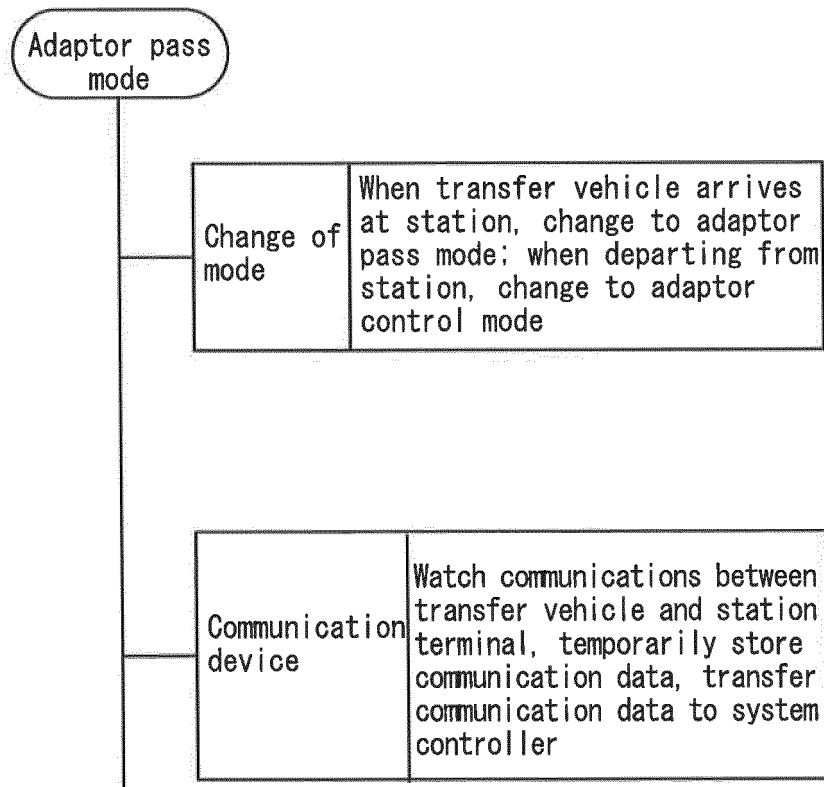 Adaptor pass
mode
Change of
mode
When transfer vehicle arrives
at station, change to adaptor
pass mode; when departing from
station, change to adaptor
control mode
Communication
device
Watch communications between
transfer vehicle and station
terminal, temporarily store
communication data, transfer
communication data to system
controller